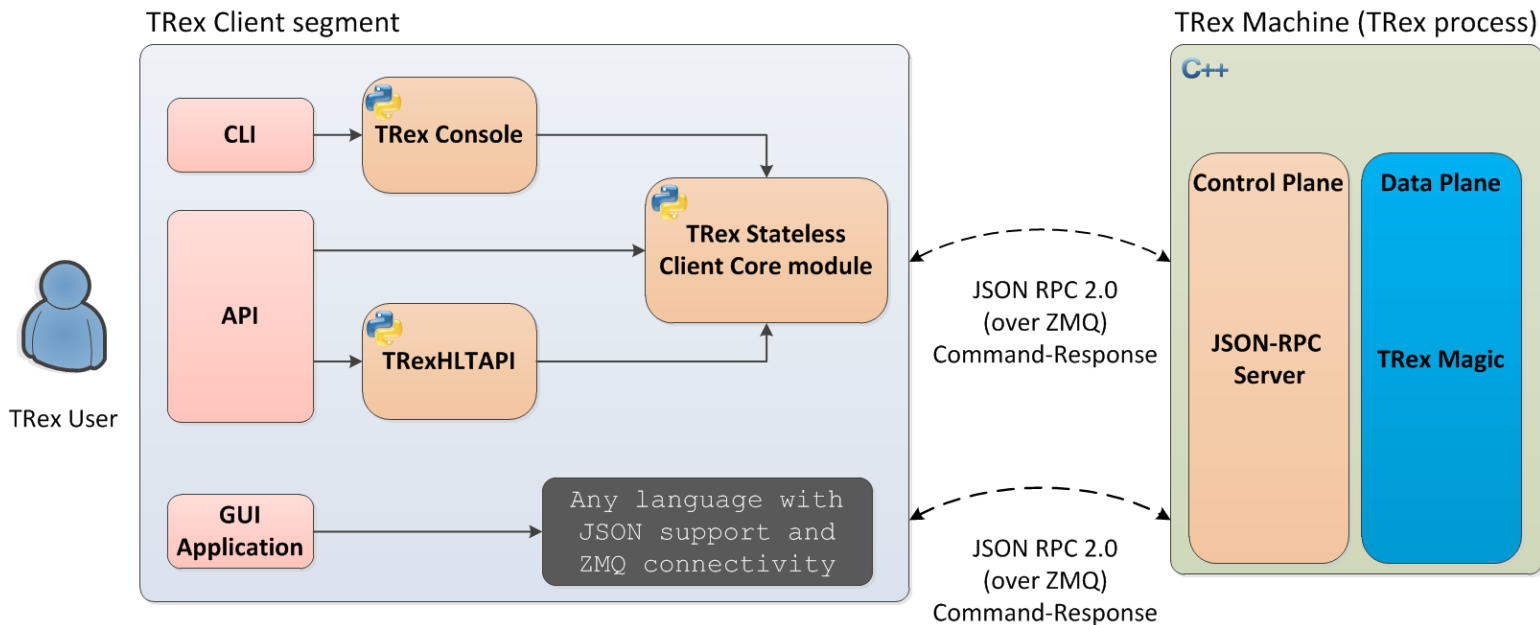 TRex Client segment
TRex Machine (TRex process)
C++
CLI
TRex Console
Control Plane
Data Plane
TRex Stateless
Client Core module
API
JSON RPC 2.0
(over ZMQ)
Command-Response
JSON-RPC
Server
TRex Magic
TRexHLTAPI
TRex User
GUI
Application
Any language with
JSON support and
ZMQ connectivity
JSON RPC 2.0
(over ZMQ)
Command-Response